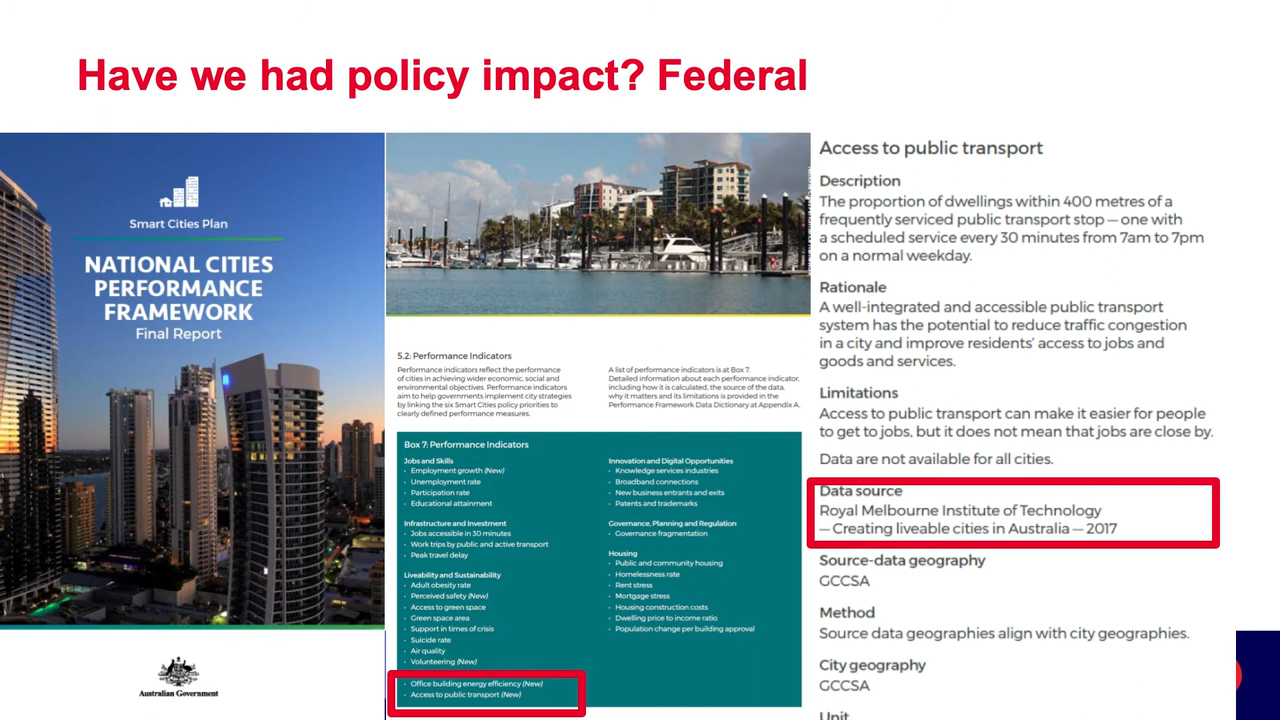 Have we had policy impact? Federal
Smart Cities Plan
NATIONAL CITIES
PERFORMANCE
FRAMEWORK
Final Report
Australian Government
5.2: Performance Indicators
Performance indicators reflect the performance
of cities in achieving wider economic, social and
environmental objectives. Performance indicators
aim to help governments implement city strategies
by linking the six Smart Cities policy priorities to
clearly defined performance measures.
A list of performance indicators is at Box 7.
Detailed information about each performance indicator,
including how it is calculated, the source of the data,
why it matters and its limitations is provided in the
Performance Framework Data Dictionary at Appendix A.
Box 7: Performance Indicators
Jobs and Skills
· Employment growth (New)
· Unemployment rate
· Participation rate
· Educational attainment
Infrastructure and Investment
· Jobs accessible in 30 minutes
· Work trips by public and active transport
· Peak travel delay
Liveability and Sustainability
· Adult obesity rate
· Perceived safety (New)
· Access to green space
· Green space area
· Support in times of crisis
· Suicide rate
· Air quality
· Volunteering (New)
· Office building energy efficiency (New)
· Access to public transport (New)
Innovation and Digital Opportunities
· Knowledge services industries
· Broadband connections
· New business entrants and exits
· Patents and trademarks
Governance, Planning and Regulation
· Governance fragmentation
Housing
· Public and community housing
· Homelessness rate
· Rent stress
· Mortgage stress
· Housing construction costs
· Dwelling price to income ratio
· Population change per building approval
Access to public transport
Description
The proportion of dwellings within 400 metres of a
frequently serviced public transport stop — one with
a scheduled service every 30 minutes from 7am to 7pm
on a normal weekday.
Rationale
A well-integrated and accessible public transport
system has the potential to reduce traffic congestion
in a city and improve residents' access to jobs and
goods and services.
Limitations
Access to public transport can make it easier for people
to get to jobs, but it does not mean that jobs are close by.
Data are not available for all cities.
Data source
Royal Melbourne Institute of Technology
— Creating liveable cities in Australia — 2017
Source-data geography
GCCSA
Method
Source data geographies align with city geographies.
City geography
GCCSA
Unit